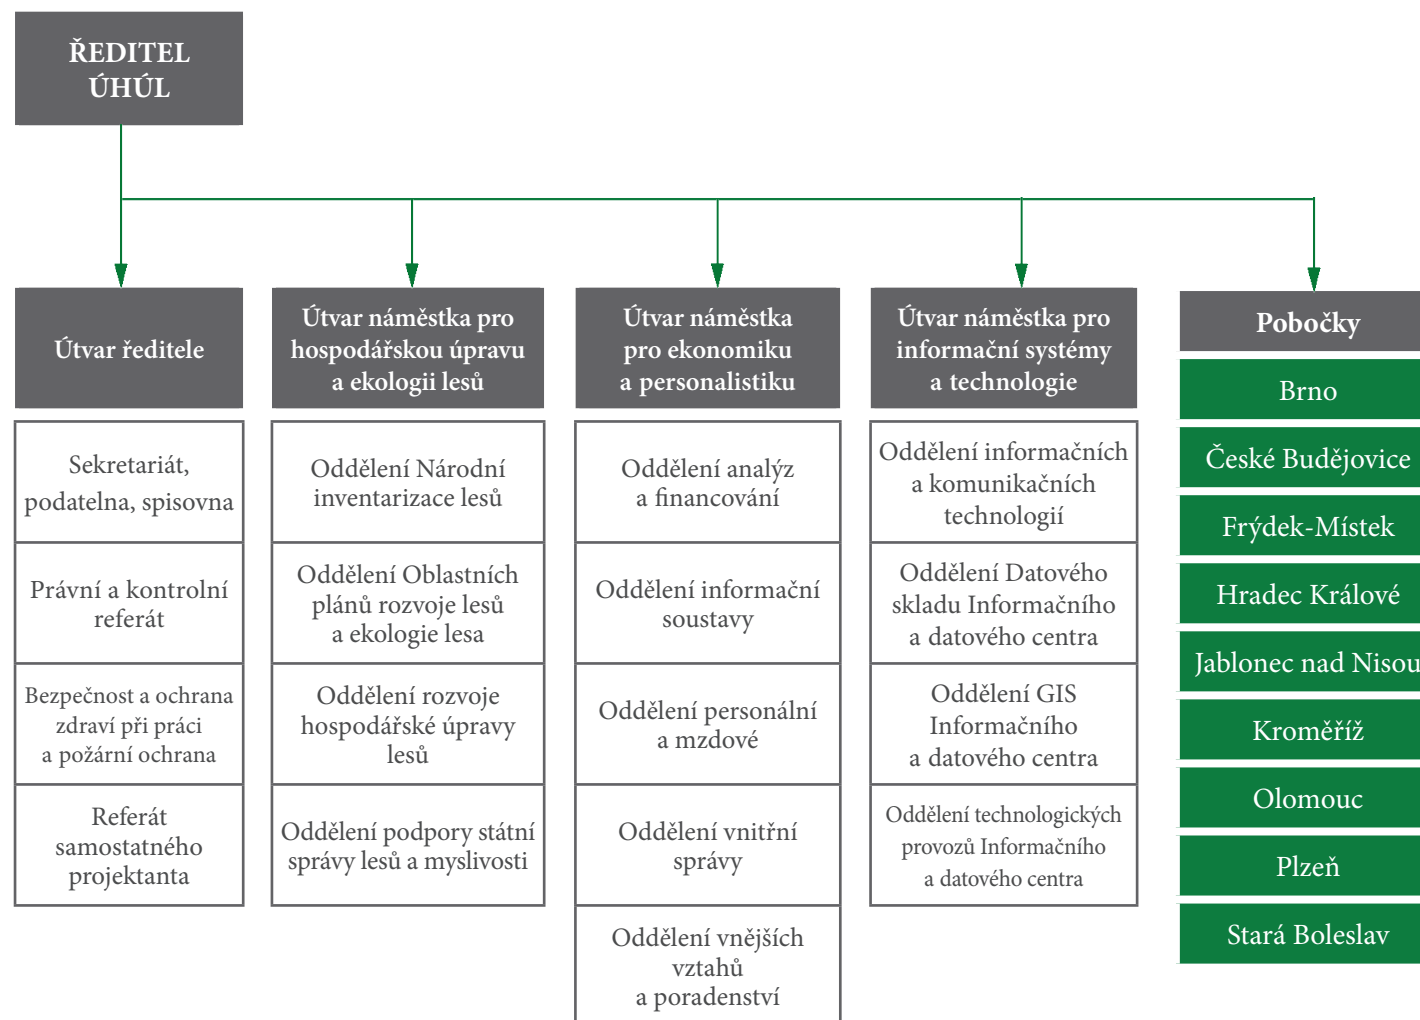 ŘEDITEL
ÚHÚL
Útvar ředitele
Sekretariát,
podatelna, spisovna
Právní a kontrolní
referát
Bezpečnost a ochrana
zdraví při práci
a požární ochrana
Referát
samostatného
projektanta
Útvar náměstka pro
hospodářskou úpravu
a ekologii lesů
Oddělení Národní
inventarizace lesů
Oddělení Oblastních
plánů rozvoje lesů
a ekologie lesa
Oddělení rozvoje
hospodářské úpravy
lesů
Oddělení podpory státní
správy lesů a myslivosti
Útvar náměstka
pro ekonomiku
a personalistiku
Oddělení analýz
a financování
Oddělení informační
soustavy
Oddělení personální
a mzdové
Oddělení vnitřní
správy
Oddělení vnějších
vztahů
a poradenství
Útvar náměstka pro
informační systémy
a technologie
Oddělení informačních
a komunikačních
technologií
Oddělení Datového
skladu Informačního
a datového centra
Oddělení GIS
Informačního
a datového centra
Oddělení technologických
provozů Informačního
a datového centra
Pobočky
Brno
České Budějovice
Frýdek-Místek
Hradec Králové
Jablonec nad Nisou
Kroměříž
Olomouc
Plzeň
Stará Boleslav